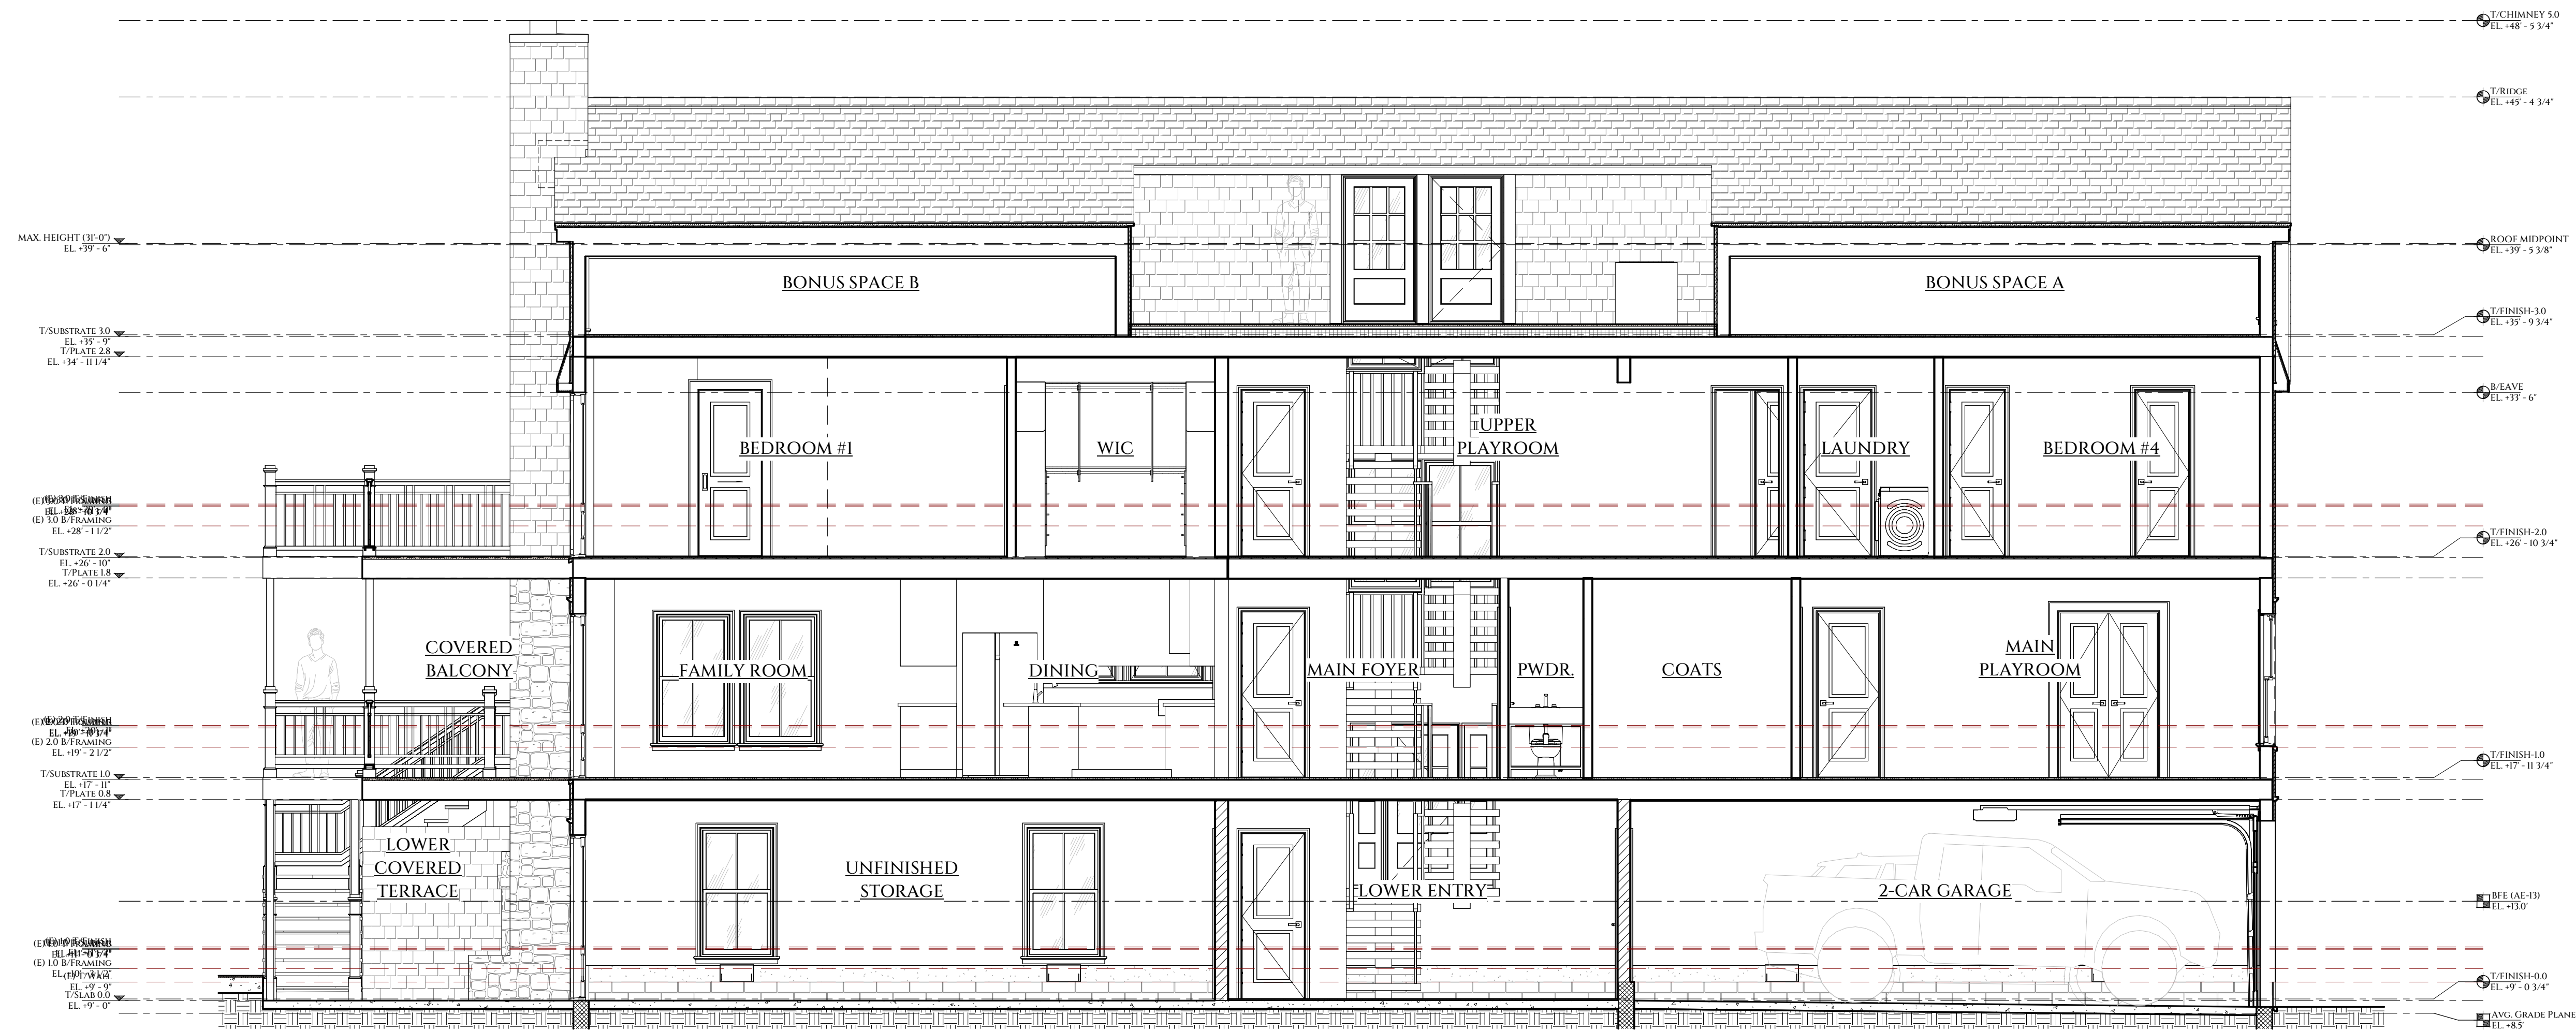 T/CHIMNEY 5.0
EL. +48' - 5 3/4"
T/RIDGE
EL. +45' - 4 3/4"
MAX. HEIGHT (31'-0")
EL. +39' - 6"
ROOF MIDPOINT
EL. +39' - 5 3/8"
BONUS SPACE B
BONUS SPACE A
T/FINISH-3.0
EL. +35' - 9 3/4"
T/SUBSTRATE 3.0
EL. +35' - 9"
T/PLATE 2.8
EL. +34' - 11 1/4"
B/EAVE
EL. +33' - 6"
BEDROOM #1
WIC
UPPER
PLAYROOM
LAUNDRY
BEDROOM #4
(E) 3.0 B/FRAMING
EL. +28' - 1 1/2"
T/FINISH-2.0
EL. +26' - 10 3/4"
T/SUBSTRATE 2.0
EL. +26' - 10"
T/PLATE 1.8
EL. +26' - 0 1/4"
COVERED
BALCONY
FAMILY ROOM
DINING
MAIN FOYER
PWDR.
COATS
MAIN
PLAYROOM
(E) 2.0 B/FRAMING
EL. +19' - 2 1/2"
T/FINISH-1.0
EL. +17' - 11 3/4"
T/SUBSTRATE 1.0
EL. +17' - 11"
T/PLATE 0.8
EL. +17' - 1 1/4"
LOWER
COVERED
TERRACE
UNFINISHED
STORAGE
LOWER ENTRY
2-CAR GARAGE
BFE (AE-13)
EL. +13.0'
(E) 1.0 B/FRAMING
EL. +9' - 9"
T/SLAB 0.0
EL. +9' - 0"
T/FINISH-0.0
EL. +9' - 0 3/4"
AVG. GRADE PLAN
EL. +8.5'